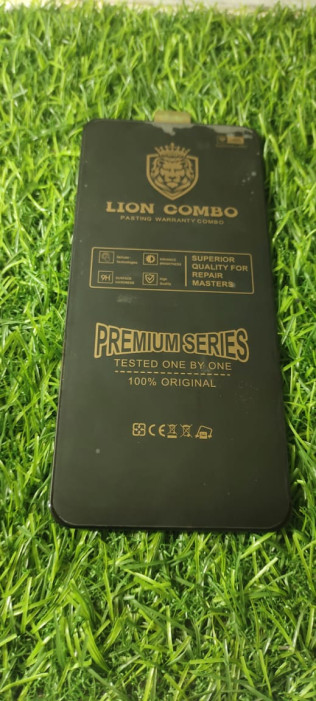 LION COMBO
PASTING WARRANTY COMBO
SUPERIOR
QUALITY FOR
REPAIR
MASTERS
9H
PREMIUM SERIES
TESTED ONE BY ONE
100% ORIGINAL
CE